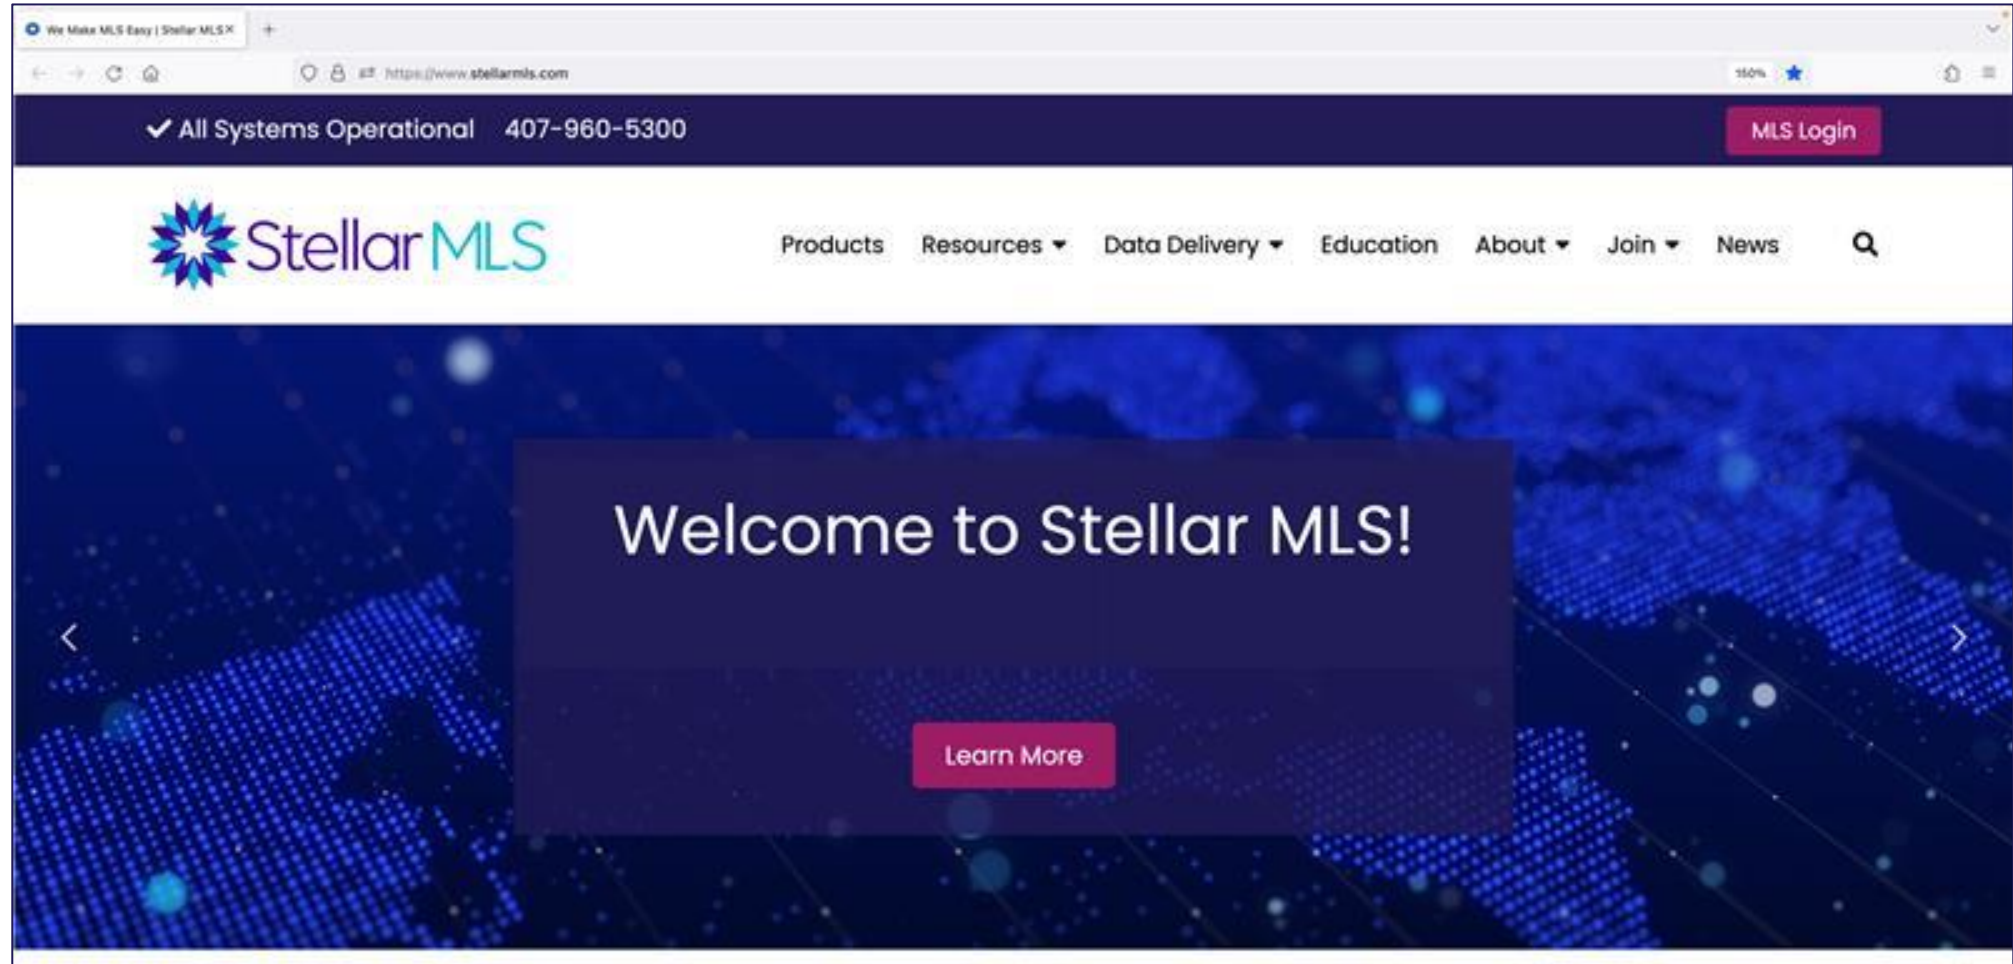 We Make MLS Easy | Stellar MLS
https://www.stellarmls.com
150%
All Systems Operational 407-960-5300 MLS Login
Stellar MLS
Products Resources Data Delivery Education About Join News
Welcome to Stellar MLS!
Learn More